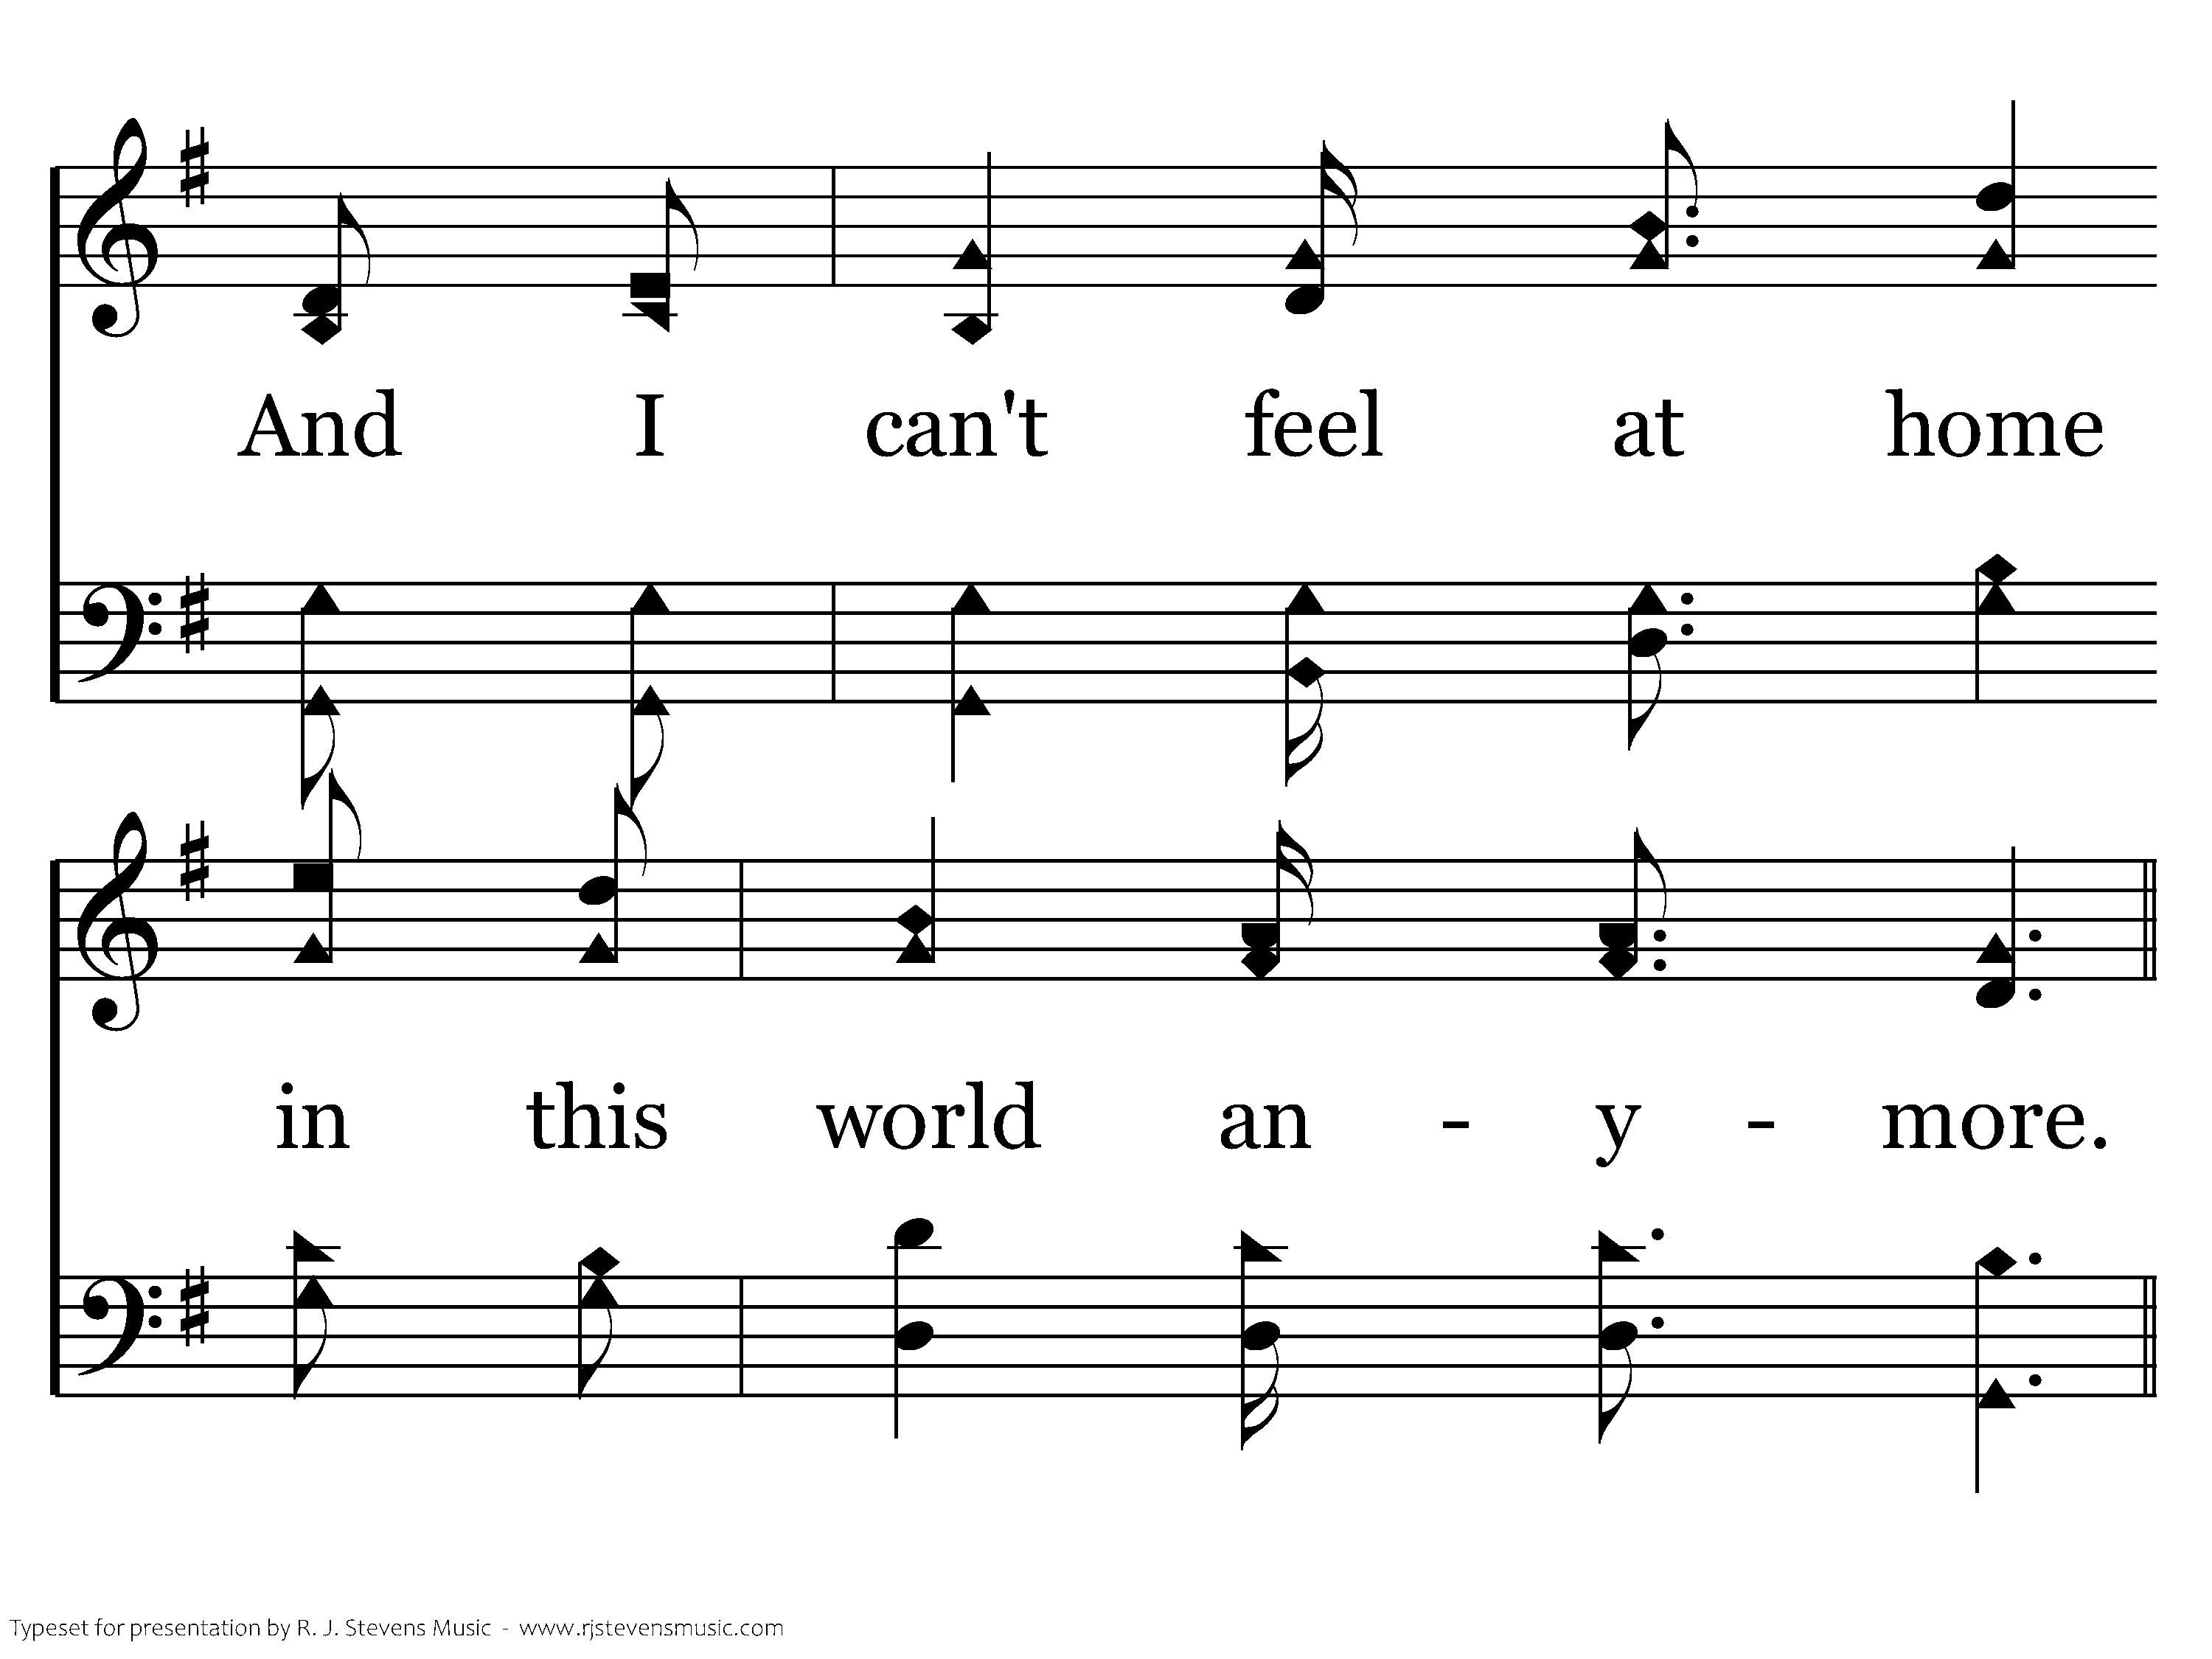 And I can't feel at home
in this world an - y - more.
Typeset for presentation by R. J. Stevens Music - www.rjstevensmusic.com